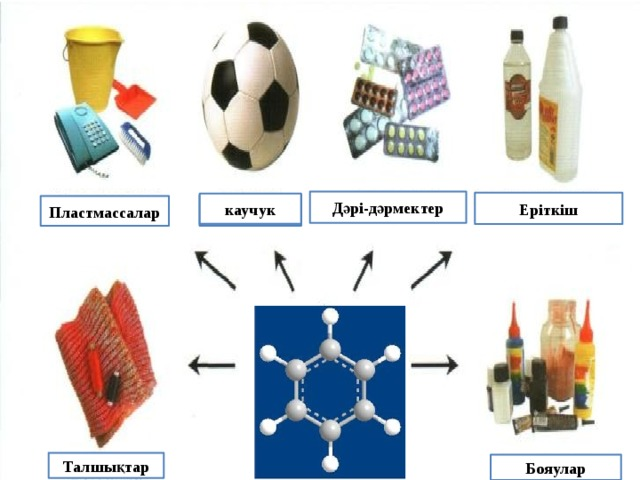 Пластмассалар
каучук
Дәрі-дәрмектер
Еріткіш
Талшықтар
Бояулар